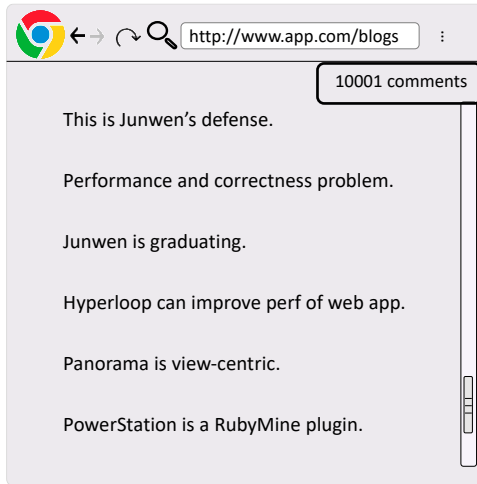 http://www.app.com/blogs
10001 comments
This is Junwen’s defense.
Performance and correctness problem.
Junwen is graduating.
Hyperloop can improve perf of web app.
Panorama is view-centric.
PowerStation is a RubyMine plugin.